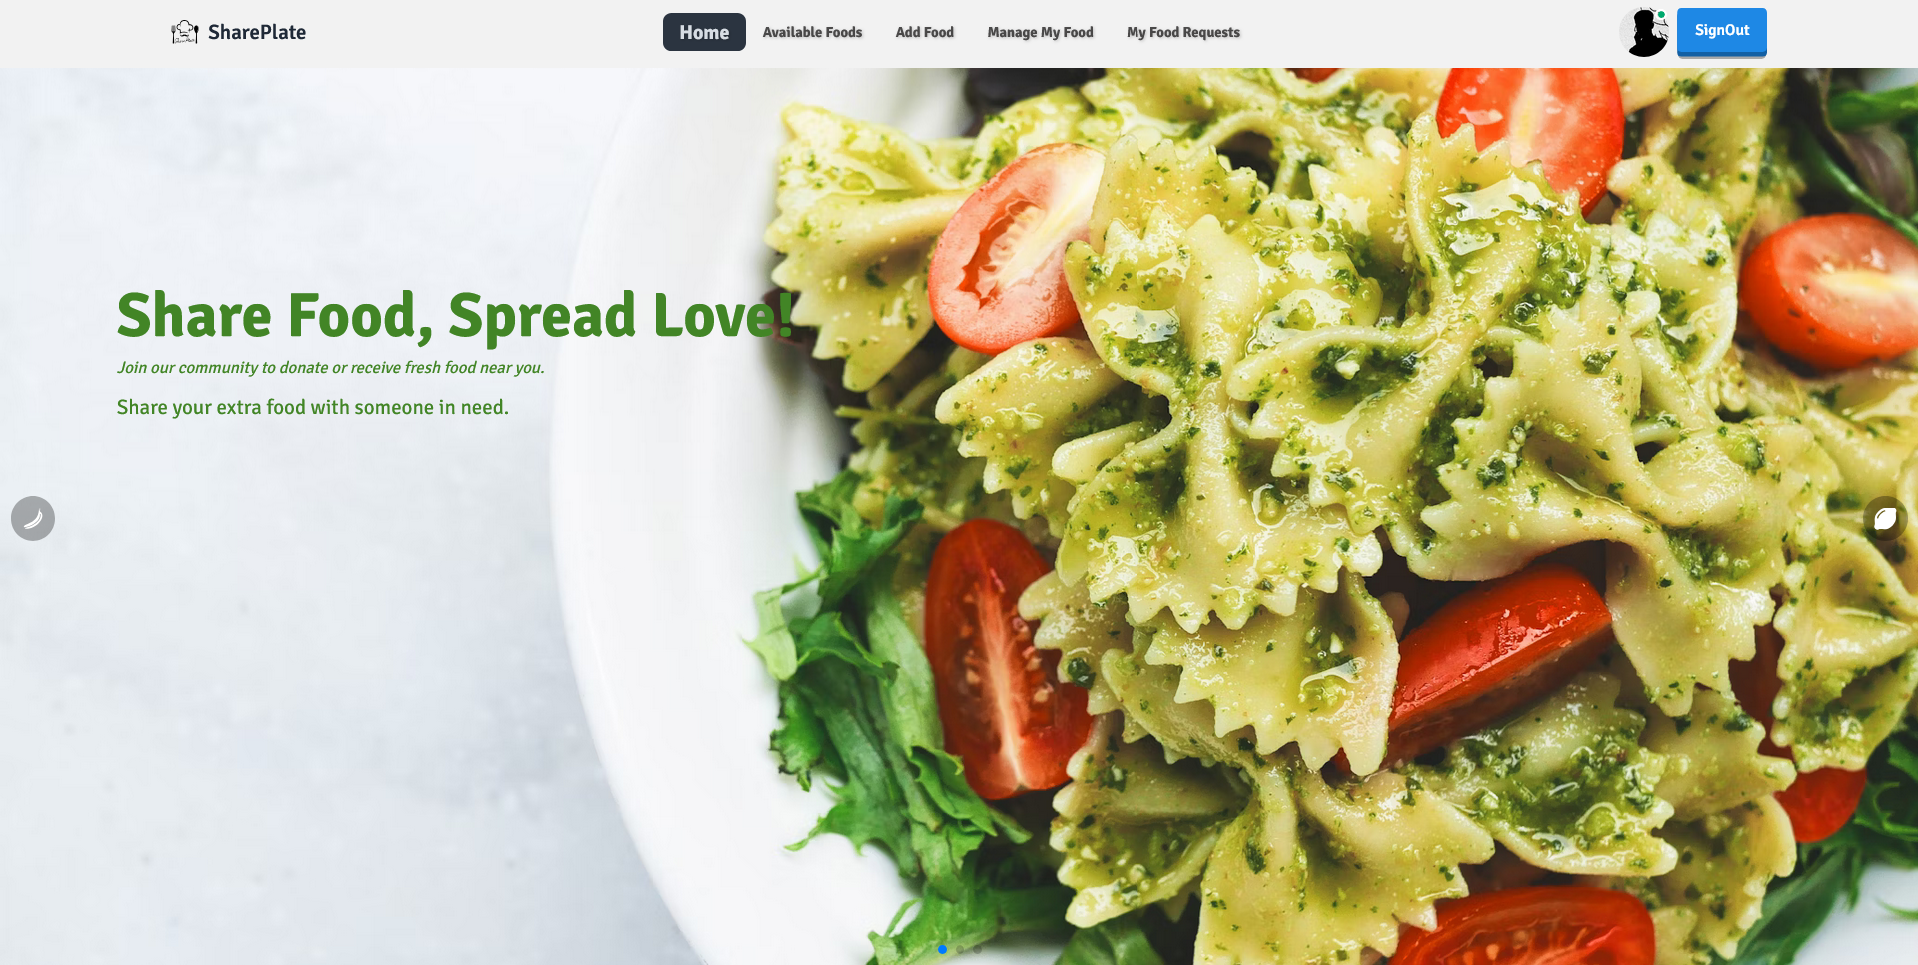 SharePlate
Home
Available Foods
Add Food
Manage My Food
My Food Requests
SignOut
Share Food, Spread Love!
Join our community to donate or receive fresh food near you.
Share your extra food with someone in need.